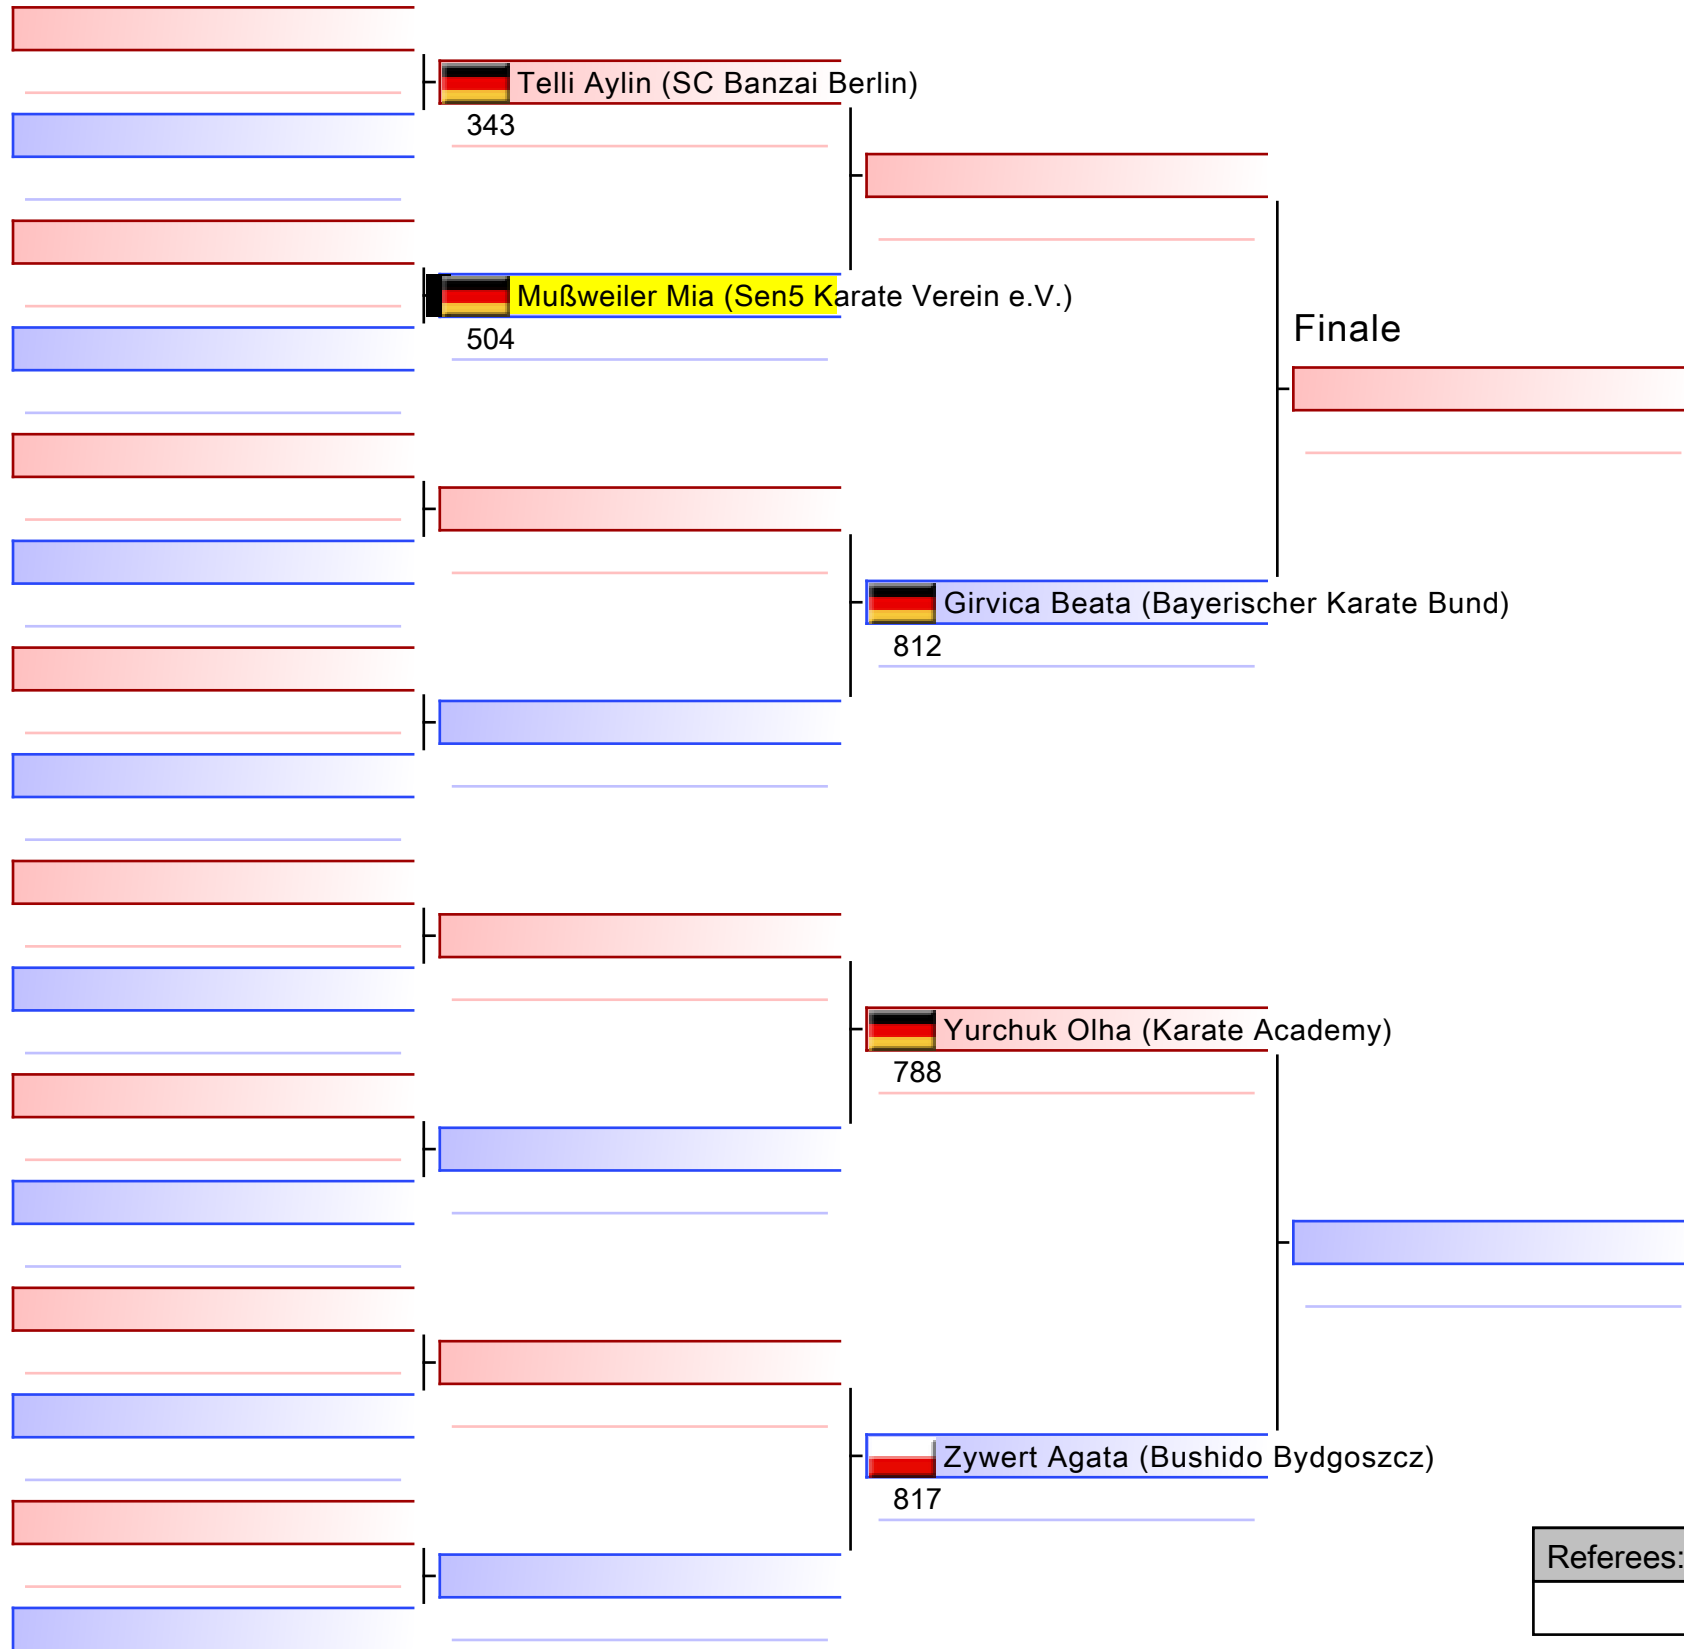 Telli Aylin (SC Banzai Berlin)
343
Mußweiler Mia (Sen5 Karate Verein e.V.)
504
Finale
Girvica Beata (Bayerischer Karate Bund)
812
Yurchuk Olha (Karate Academy)
788
Zywert Agata (Bushido Bydgoszcz)
817
Referees: